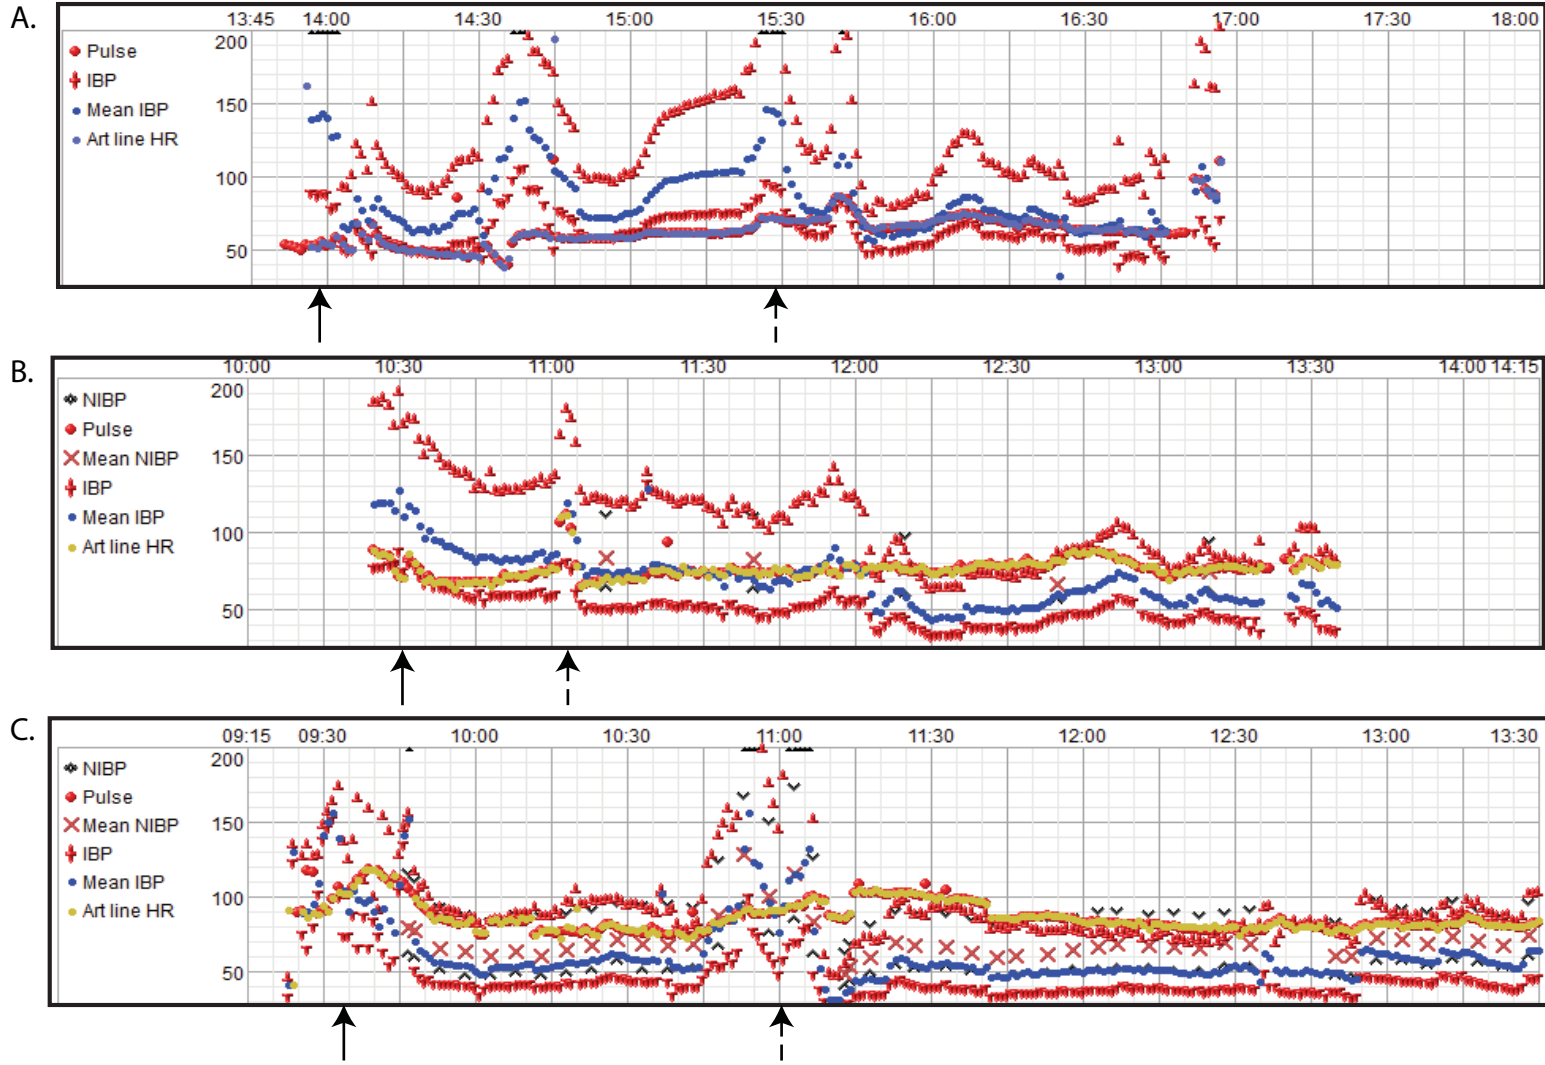 A.
13:45 14:00 14:30 15:00 15:30 16:00 16:30 17:00 17:30 18:00
200
Pulse
IBP
150
Mean IBP
Art line HR
100
50
B.
10:00 10:30 11:00 11:30 12:00 12:30 13:00 13:30 14:00 14:15
200
NIBP
Pulse
150
Mean NIBP
IBP
Mean IBP
100
Art line HR
50
C.
09:15 09:30 10:00 10:30 11:00 11:30 12:00 12:30 13:00 13:30
200
NIBP
Pulse
150
Mean NIBP
IBP
Mean IBP
100
Art line HR
50